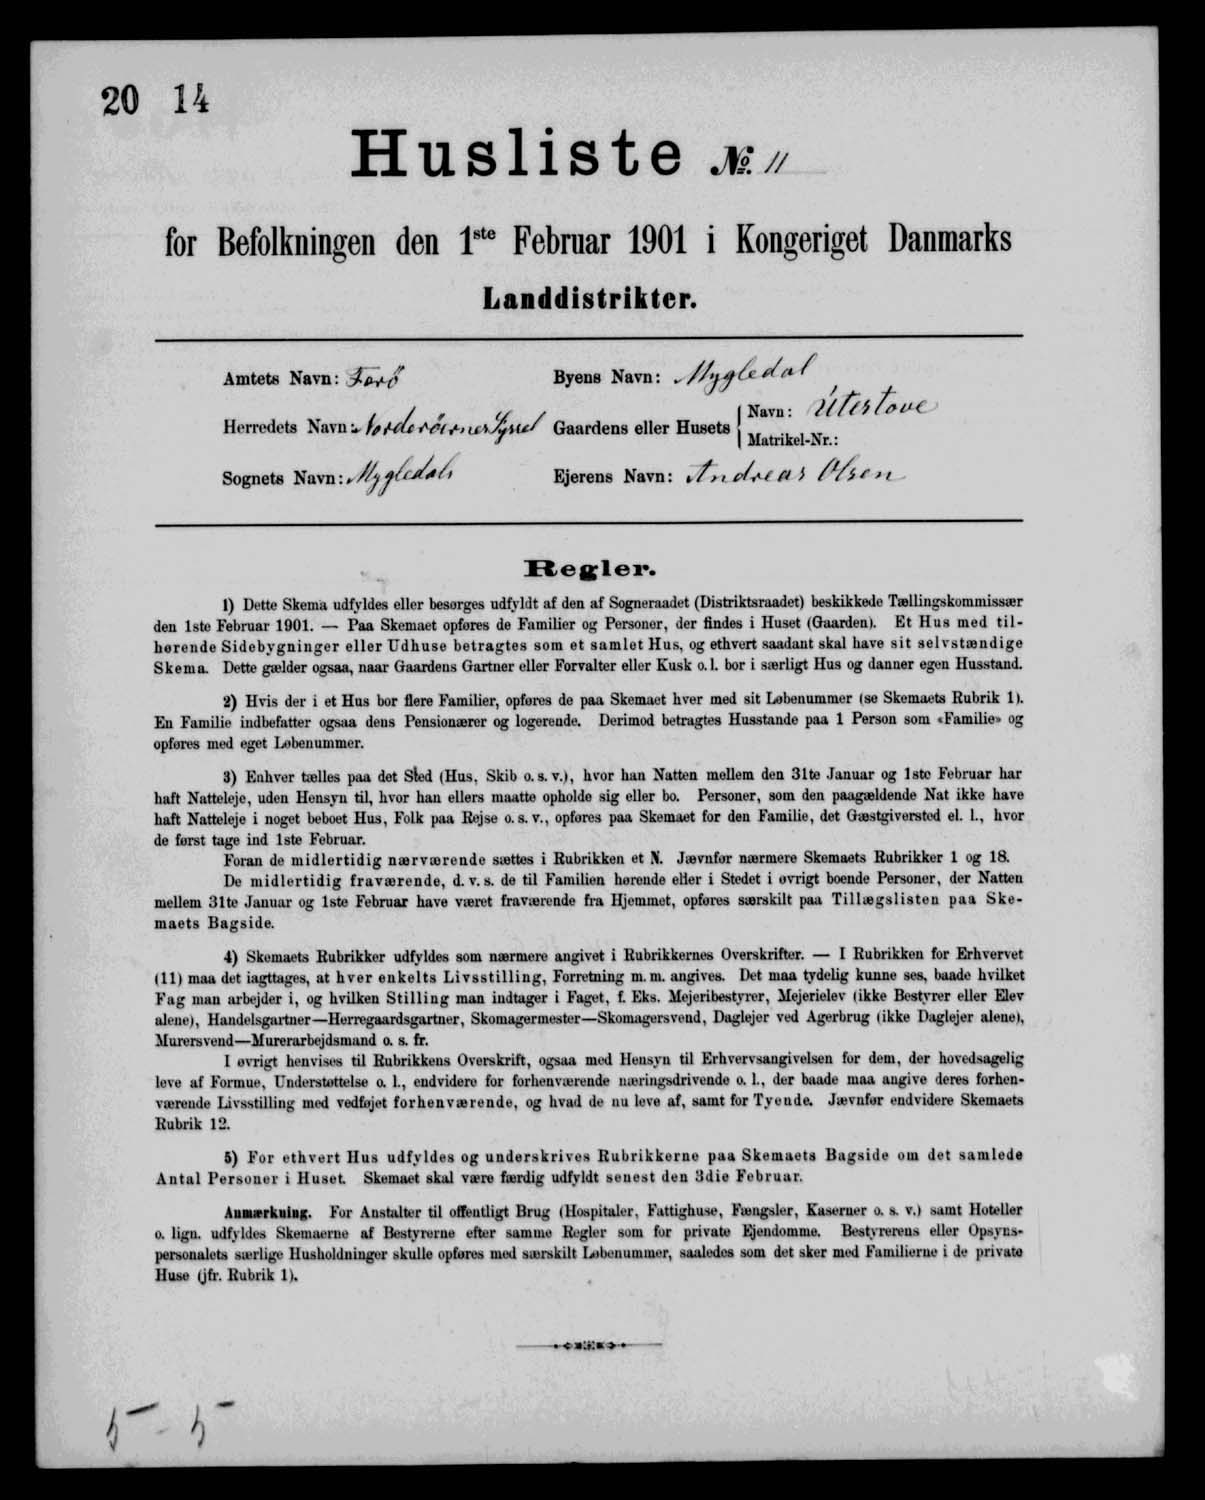 20 14
Husliste No. 11
for Befolkningen den 1ste Februar 1901 i Kongeriget Danmarks
Landdistrikter.
Amtets Navn: Færö
Byens Navn: Mygledal
Herredets Navn: Norderöernes Syssel
Gaardens eller Husets
Navn: Útistove
Matrikel-Nr.:
Sognets Navn: Mygledals
Ejerens Navn: Andreas Olsen
Regler.
1) Dette Skema udfyldes eller besørges udfyldt af den af Sogneraadet (Distriktsraadet) beskikkede Tællingskommissær
den 1ste Februar 1901. — Paa Skemaet opføres de Familier og Personer, der findes i Huset (Gaarden). Et Hus med til-
hørende Sidebygninger eller Udhuse betragtes som et samlet Hus, og ethvert saadant skal have sit selvstændige
Skema. Dette gælder ogsaa, naar Gaardens Gartner eller Forvalter eller Kusk o. l. bor i særligt Hus og danner egen Husstand.
2) Hvis der i et Hus bor flere Familier, opføres de paa Skemaet hver med sit Løbenummer (se Skemaets Rubrik 1).
En Familie indbefatter ogsaa dens Pensionærer og logerende. Derimod betragtes Husstande paa 1 Person som «Familie» og
opføres med eget Løbenummer.
3) Enhver tælles paa det Sted (Hus, Skib o. s. v.), hvor han Natten mellem den 31te Januar og 1ste Februar har
haft Natteleje, uden Hensyn til, hvor han ellers maatte opholde sig eller bo. Personer, som den paagældende Nat ikke have
haft Natteleje i noget beboet Hus, Folk paa Rejse o. s. v., opføres paa Skemaet for den Familie, det Gæstgiversted el. l., hvor
de først tage ind 1ste Februar.
Foran de midlertidig nærværende sættes i Rubrikken et N. Jævnfør nærmere Skemaets Rubrikker 1 og 18.
De midlertidig fraværende, d. v. s. de til Familien hørende eller i Stedet i øvrigt boende Personer, der Natten
mellem 31te Januar og 1ste Februar have været fraværende fra Hjemmet, opføres særskilt paa Tillægslisten paa Ske-
maets Bagside.
4) Skemaets Rubrikker udfyldes som nærmere angivet i Rubrikkernes Overskrifter. — I Rubrikken for Erhvervet
(11) maa det iagttages, at hver enkelts Livsstilling, Forretning m. m. angives. Det maa tydelig kunne ses, baade hvilket
Fag man arbejder i, og hvilken Stilling man indtager i Faget, f. Eks. Mejeribestyrer, Mejerielev (ikke Bestyrer eller Elev
alene), Handelsgartner—Herregaardsgartner, Skomagermester—Skomagersvend, Daglejer ved Agerbrug (ikke Daglejer alene),
Murersvend—Murerarbejdsmand o. s. fr.
I øvrigt henvises til Rubrikkens Overskrift, ogsaa med Hensyn til Erhvervsangivelsen for dem, der hovedsagelig
leve af Formue, Understøttelse o. l., endvidere for forhenværende næringsdrivende o. l., der baade maa angive deres forhen-
værende Livsstilling med vedføjet forhenværende, og hvad de nu leve af, samt for Tyende. Jævnfør endvidere Skemaets
Rubrik 12.
5) For ethvert Hus udfyldes og underskrives Rubrikkerne paa Skemaets Bagside om det samlede
Antal Personer i Huset. Skemaet skal være færdig udfyldt senest den 3die Februar.
Anmærkning. For Anstalter til offentligt Brug (Hospitaler, Fattighuse, Fængsler, Kaserner o. s. v.) samt Hoteller
o. lign. udfyldes Skemaerne af Bestyrerne efter samme Regler som for private Ejendomme. Bestyrerens eller Opsyns-
personalets særlige Husholdninger skulle opføres med særskilt Løbenummer, saaledes som det sker med Familierne i de private
Huse (jfr. Rubrik 1).
5 - 5